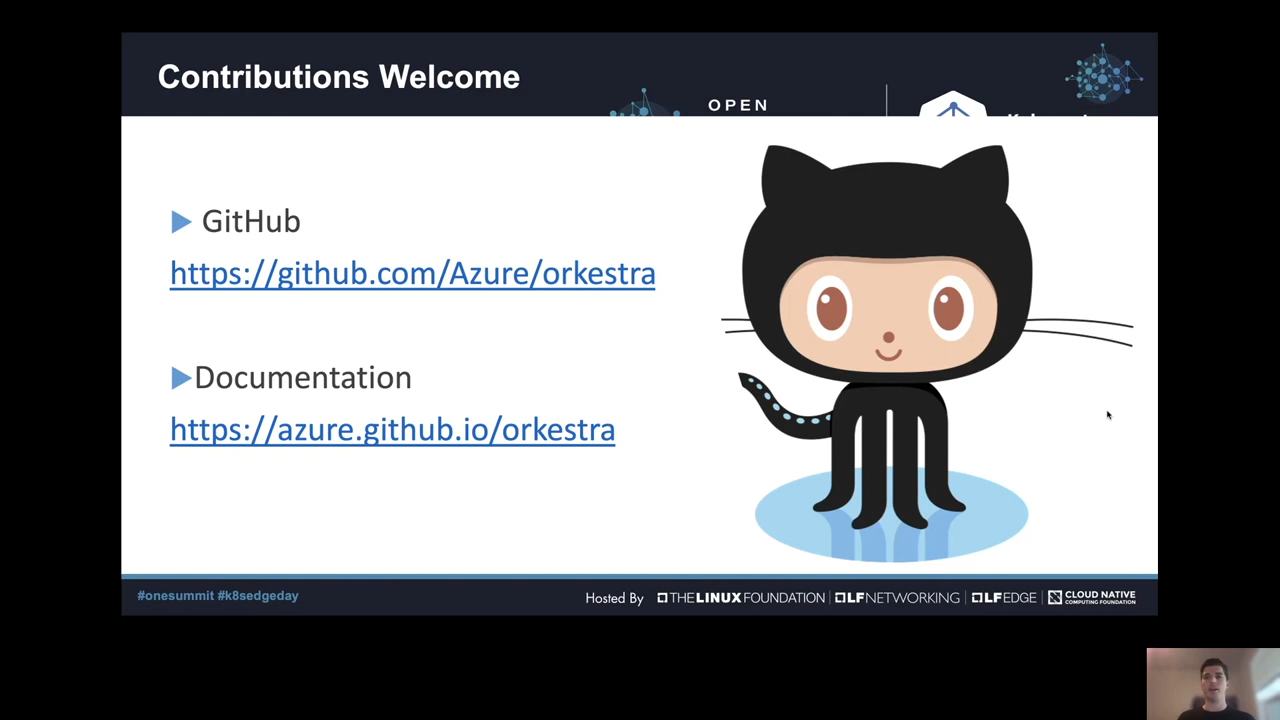 Contributions Welcome
OPEN
GitHub
https://github.com/Azure/orkestra
Documentation
https://azure.github.io/orkestra
#onesummit #k8sedgeday
Hosted By THE LINUX FOUNDATION LF NETWORKING LF EDGE CLOUD NATIVE
COMPUTING FOUNDATION